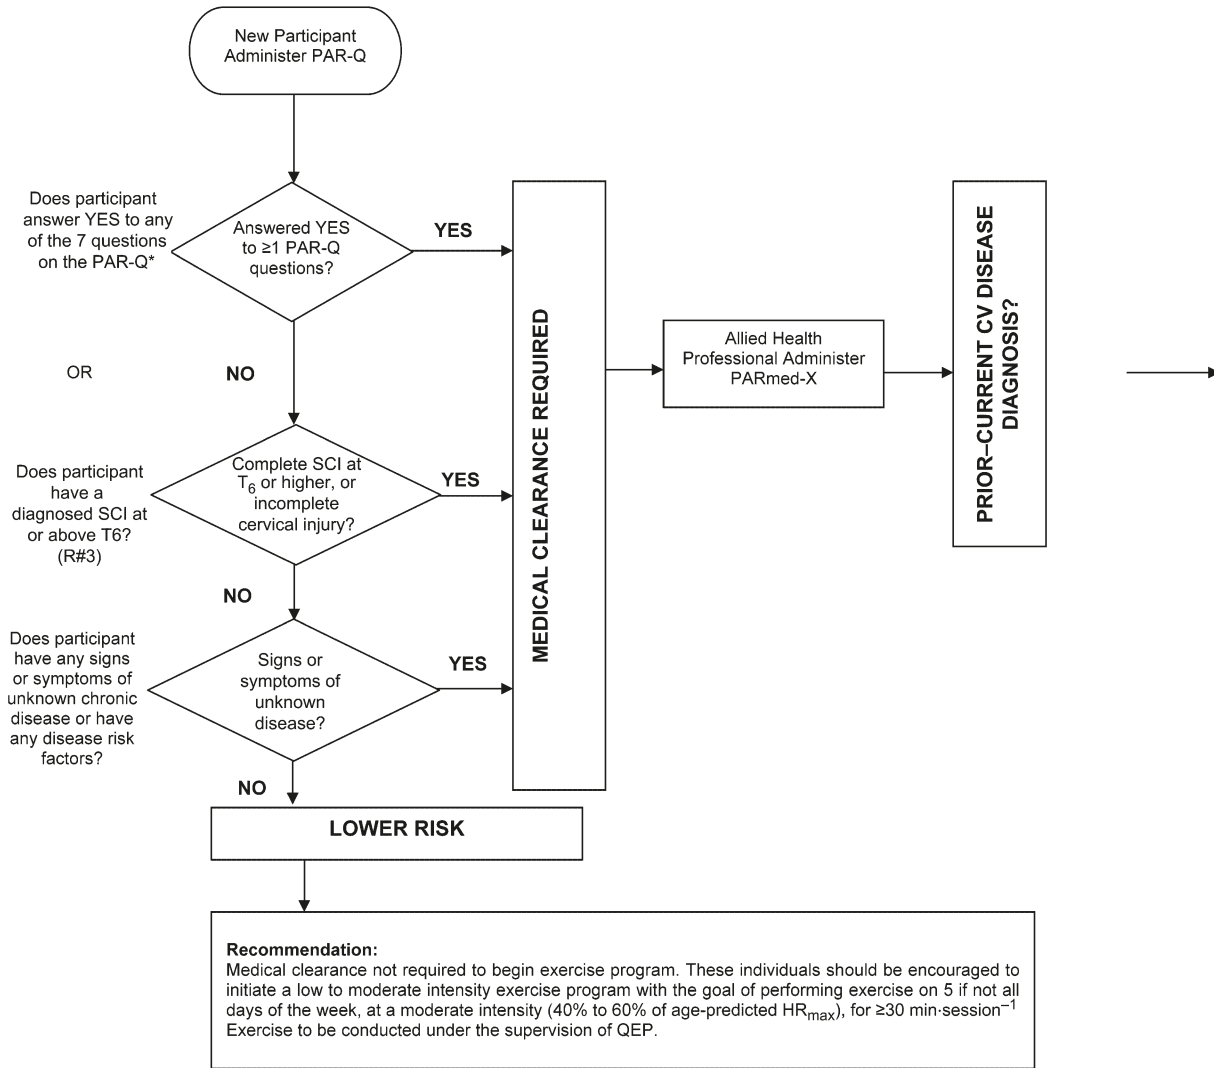 New Participant
Administer PAR-Q
Does participant
answer YES to any
of the 7 questions
on the PAR-Q*
Answered YES
to ≥1 PAR-Q
questions?
YES
OR
NO
Does participant
have a
diagnosed SCI at
or above T6?
(R#3)
Complete SCI at
T6 or higher, or
incomplete
cervical injury?
YES
NO
Does participant
have any signs
or symptoms of
unknown chronic
disease or have
any disease risk
factors?
Signs or
symptoms of
unknown
disease?
YES
NO
MEDICAL CLEARANCE REQUIRED
Allied Health
Professional Administer
PARmed-X
PRIOR–CURRENT CV DISEASE
DIAGNOSIS?
LOWER RISK
Recommendation:
Medical clearance not required to begin exercise program. These individuals should be encouraged to
initiate a low to moderate intensity exercise program with the goal of performing exercise on 5 if not all
days of the week, at a moderate intensity (40% to 60% of age-predicted HRmax), for ≥30 min·session–1
Exercise to be conducted under the supervision of QEP.